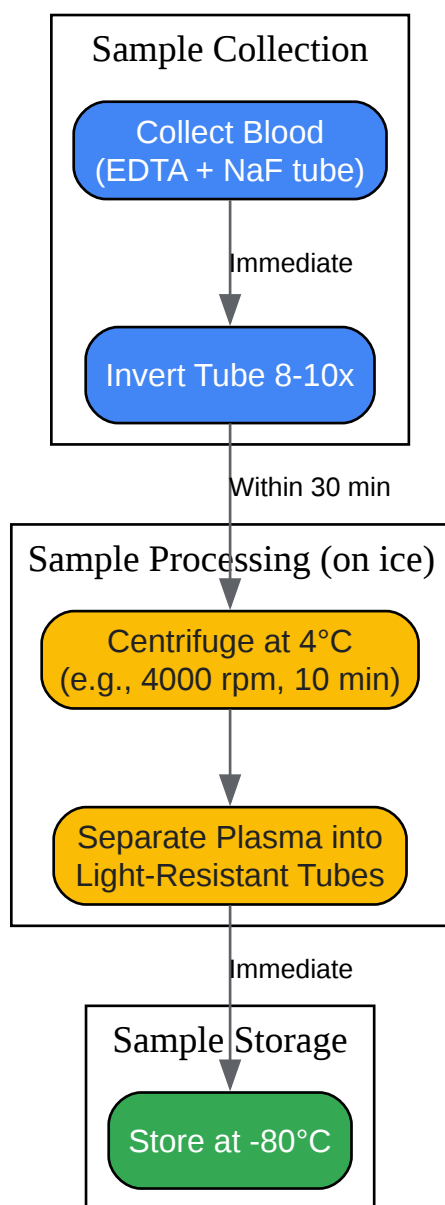 Sample Collection
Collect Blood
(EDTA + NaF tube)
Immediate
Invert Tube 8-10x
Within 30 min
Sample Processing (on ice)
Centrifuge at 4°C
(e.g., 4000 rpm, 10 min)
Separate Plasma into
Light-Resistant Tubes
Immediate
Sample Storage
Store at -80°C